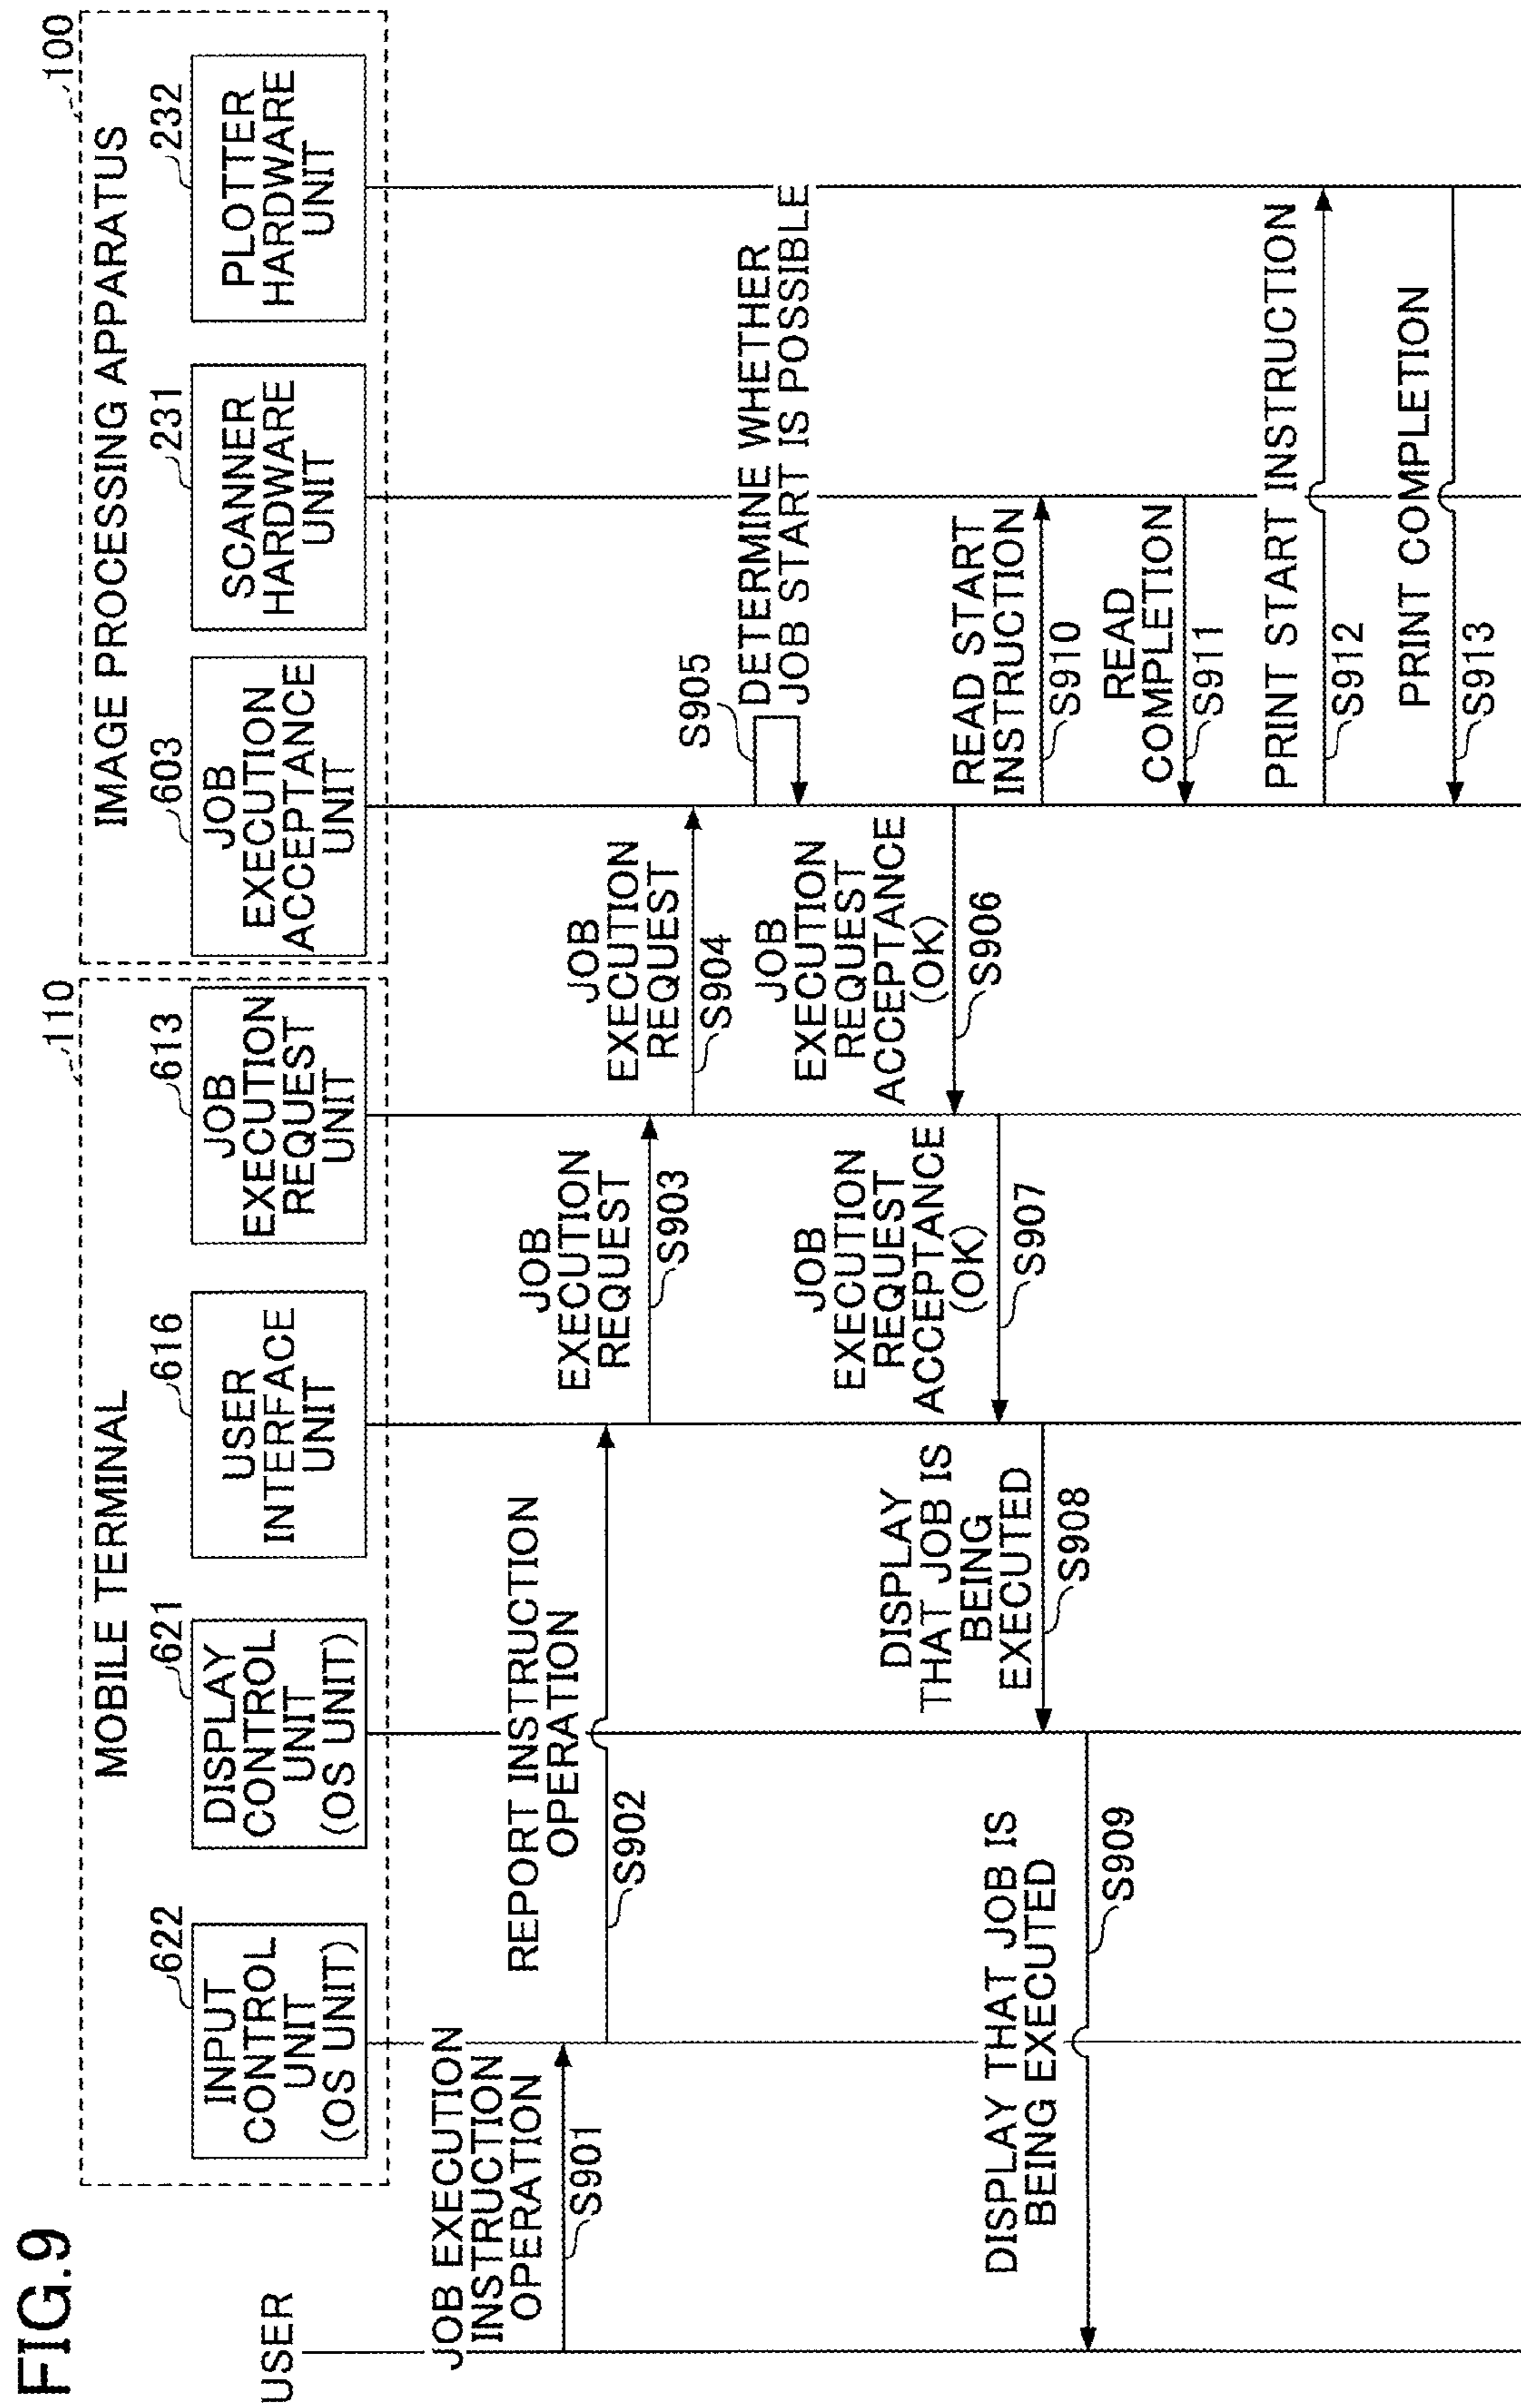 FIG.9
MOBILE TERMINAL
110
IMAGE PROCESSING APPARATUS
100
USER
622
INPUT
CONTROL
UNIT
(OS UNIT)
621
DISPLAY
CONTROL
UNIT
(OS UNIT)
616
USER
INTERFACE
UNIT
613
JOB
EXECUTION
REQUEST
UNIT
603
JOB
EXECUTION
ACCEPTANCE
UNIT
231
SCANNER
HARDWARE
UNIT
232
PLOTTER
HARDWARE
UNIT
JOB EXECUTION
INSTRUCTION
OPERATION
S901
REPORT INSTRUCTION
OPERATION
S902
JOB
EXECUTION
REQUEST
S903
JOB
EXECUTION
REQUEST
S904
S905
DETERMINE WHETHER
JOB START IS POSSIBLE
JOB
EXECUTION
REQUEST
ACCEPTANCE
(OK)
S906
JOB
EXECUTION
REQUEST
ACCEPTANCE
(OK)
S907
DISPLAY
THAT JOB IS
BEING
EXECUTED
S908
DISPLAY THAT JOB IS
BEING EXECUTED
S909
READ START
INSTRUCTION
S910
READ
COMPLETION
S911
PRINT START INSTRUCTION
S912
PRINT COMPLETION
S913